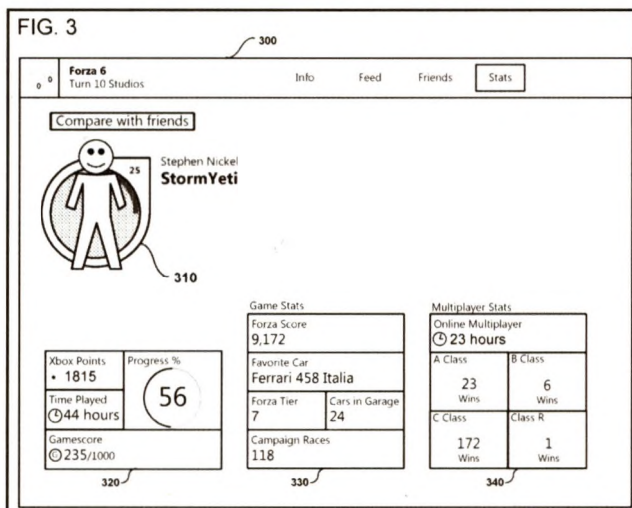 FIG. 3
300
Forza 6
Turn 10 Studios
Info Feed Friends Stats
Compare with friends
25
Stephen Nickel
StormYeti
310
Xbox Points
• 1815
Progress %
56
Time Played
44 hours
Gamescore
G 235/1000
320
Game Stats
Forza Score
9,172
Favorite Car
Ferrari 458 Italia
Forza Tier
7
Cars in Garage
24
Campaign Races
118
330
Multiplayer Stats
Online Multiplayer
23 hours
A Class
23
Wins
B Class
6
Wins
C Class
172
Wins
Class R
1
Wins
340